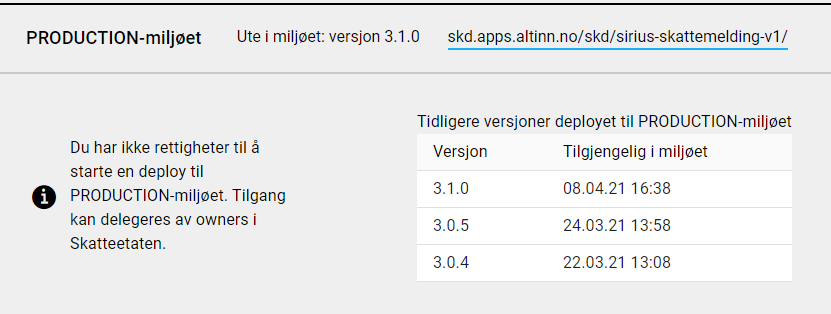 PRODUCTION-miljøet Ute i miljøet: versjon 3.1.0 skd.apps.altinn.no/skd/sirius-skattemelding-v1/
Du har ikke rettigheter til å
starte en deploy til
PRODUCTION-miljøet. Tilgang
kan delegeres av owners i
Skatteetaten.
Tidligere versjoner deployet til PRODUCTION-miljøet
Versjon Tilgjengelig i miljøet
3.1.0 08.04.21 16:38
3.0.5 24.03.21 13:58
3.0.4 22.03.21 13:08